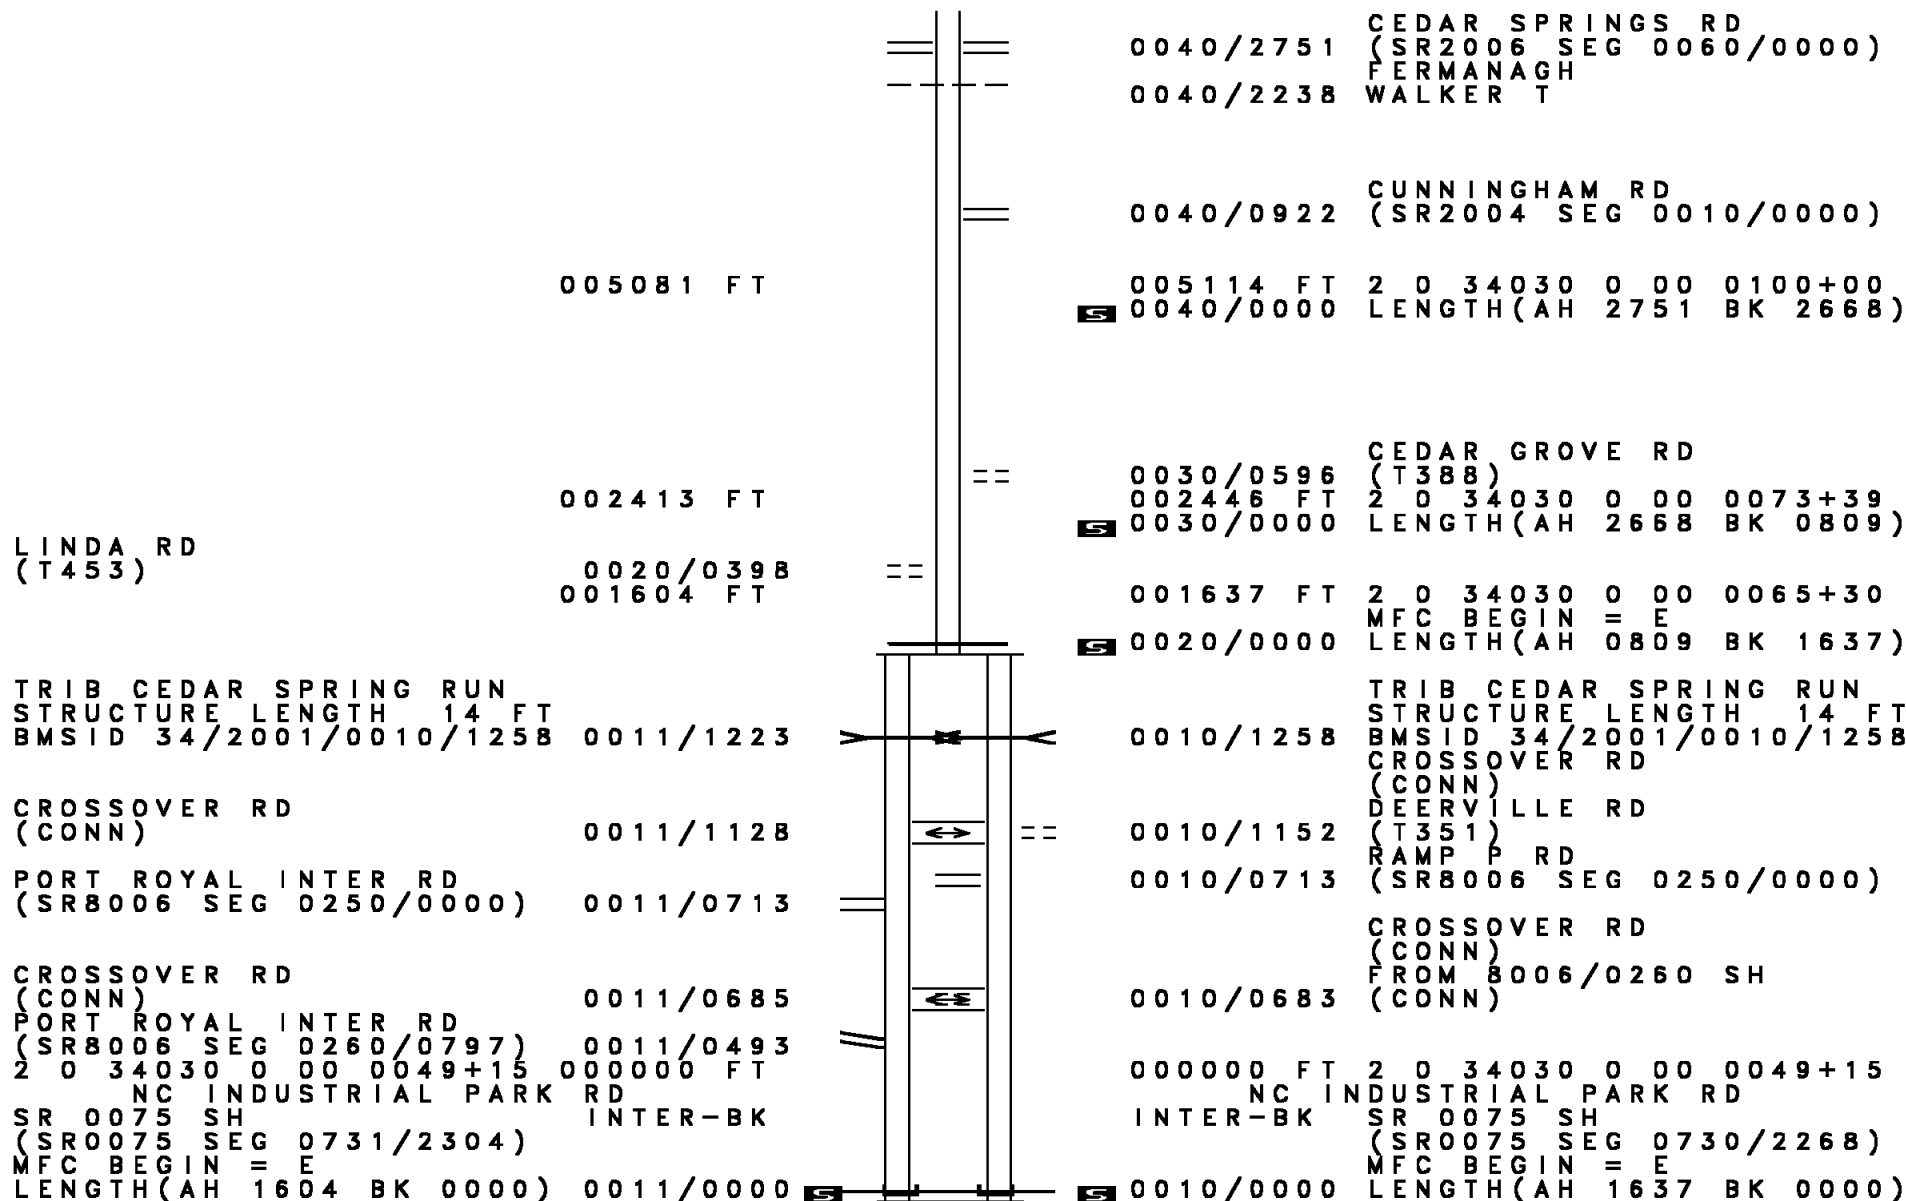 CEDAR SPRINGS RD
0040/2751 (SR2006 SEG 0060/0000)
FERMANAGH
0040/2238 WALKER T
CUNNINGHAM RD
0040/0922 (SR2004 SEG 0010/0000)
005081 FT 005114 FT 2 0 34030 0 00 0100+00
S 0040/0000 LENGTH(AH 2751 BK 2668)
CEDAR GROVE RD
0030/0596 (T388)
002413 FT 002446 FT 2 0 34030 0 00 0073+39
S 0030/0000 LENGTH(AH 2668 BK 0809)
LINDA RD
(T453) 0020/0398
001604 FT 001637 FT 2 0 34030 0 00 0065+30
MFC BEGIN = E
S 0020/0000 LENGTH(AH 0809 BK 1637)
TRIB CEDAR SPRING RUN TRIB CEDAR SPRING RUN
STRUCTURE LENGTH 14 FT STRUCTURE LENGTH 14 FT
BMSID 34/2001/0010/1258 0011/1223 0010/1258 BMSID 34/2001/0010/1258
CROSSOVER RD
(CONN)
CROSSOVER RD DEERVILLE RD
(CONN) 0011/1128 0010/1152 (T351)
RAMP P RD
PORT ROYAL INTER RD 0010/0713 (SR8006 SEG 0250/0000)
(SR8006 SEG 0250/0000) 0011/0713
CROSSOVER RD
(CONN)
CROSSOVER RD FROM 8006/0260 SH
(CONN) 0011/0685 0010/0683 (CONN)
PORT ROYAL INTER RD
(SR8006 SEG 0260/0797) 0011/0493
2 0 34030 0 00 0049+15 000000 FT 000000 FT 2 0 34030 0 00 0049+15
NC INDUSTRIAL PARK RD NC INDUSTRIAL PARK RD
SR 0075 SH INTER-BK INTER-BK SR 0075 SH
(SR0075 SEG 0731/2304) (SR0075 SEG 0730/2268)
MFC BEGIN = E MFC BEGIN = E
LENGTH(AH 1604 BK 0000) 0011/0000 S S 0010/0000 LENGTH(AH 1637 BK 0000)